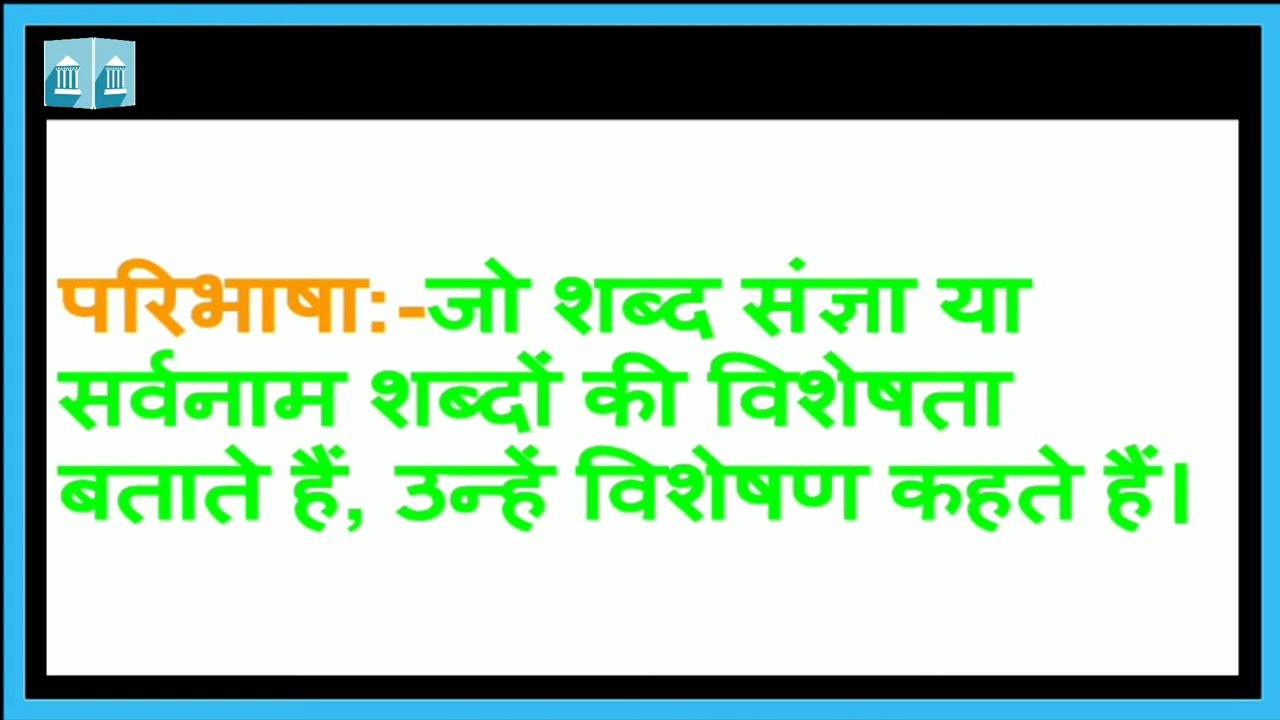 परिभाषा:-जो शब्द संज्ञा या
सर्वनाम शब्दों की विशेषता
बताते हैं, उन्हें विशेषण कहते हैं।